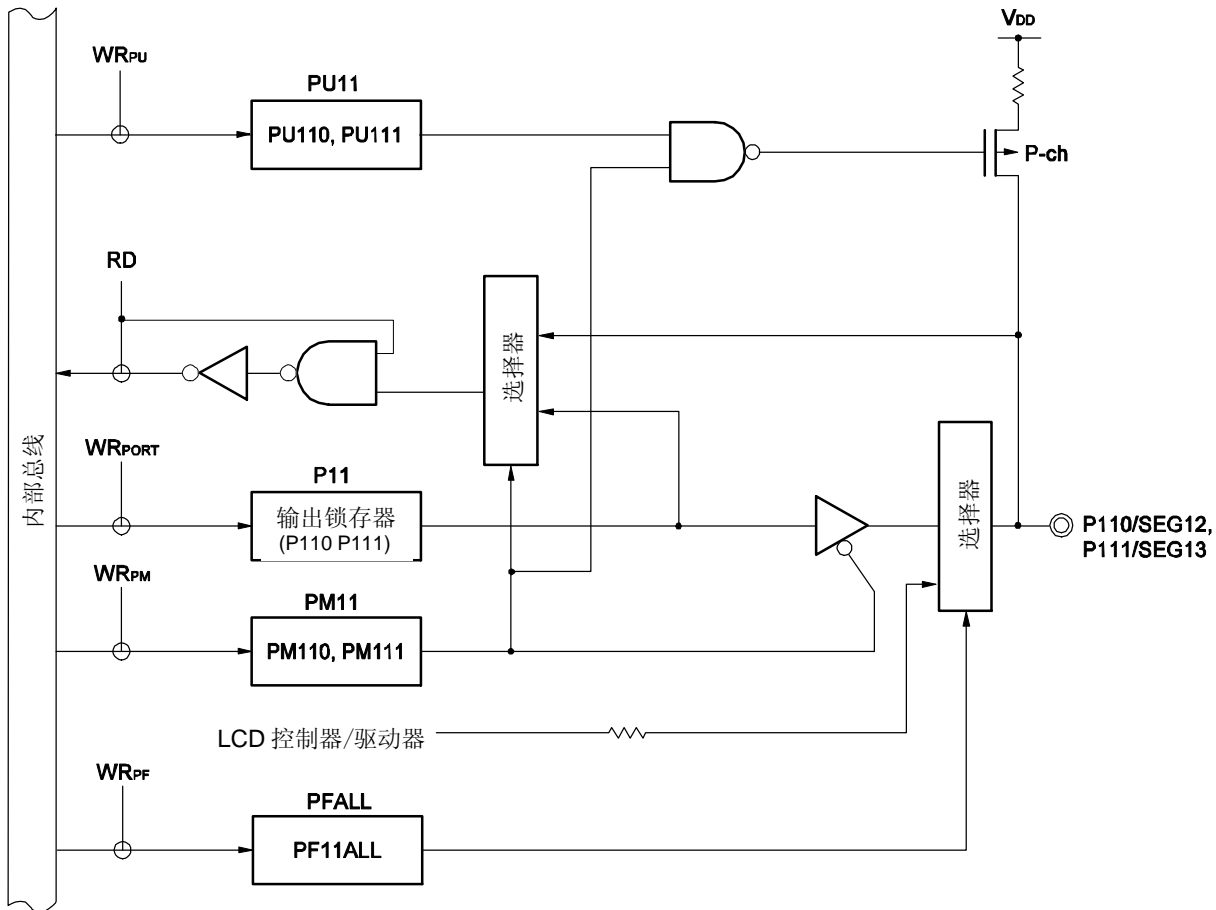 VDD
WRPU
PU11
PU110, PU111
P-ch
RD
选择器
内部总线
WRPORT
P11
输出锁存器
(P110 P111)
选择器
P110/SEG12,
P111/SEG13
WRPM
PM11
PM110, PM111
LCD 控制器/驱动器
WRPF
PFALL
PF11ALL